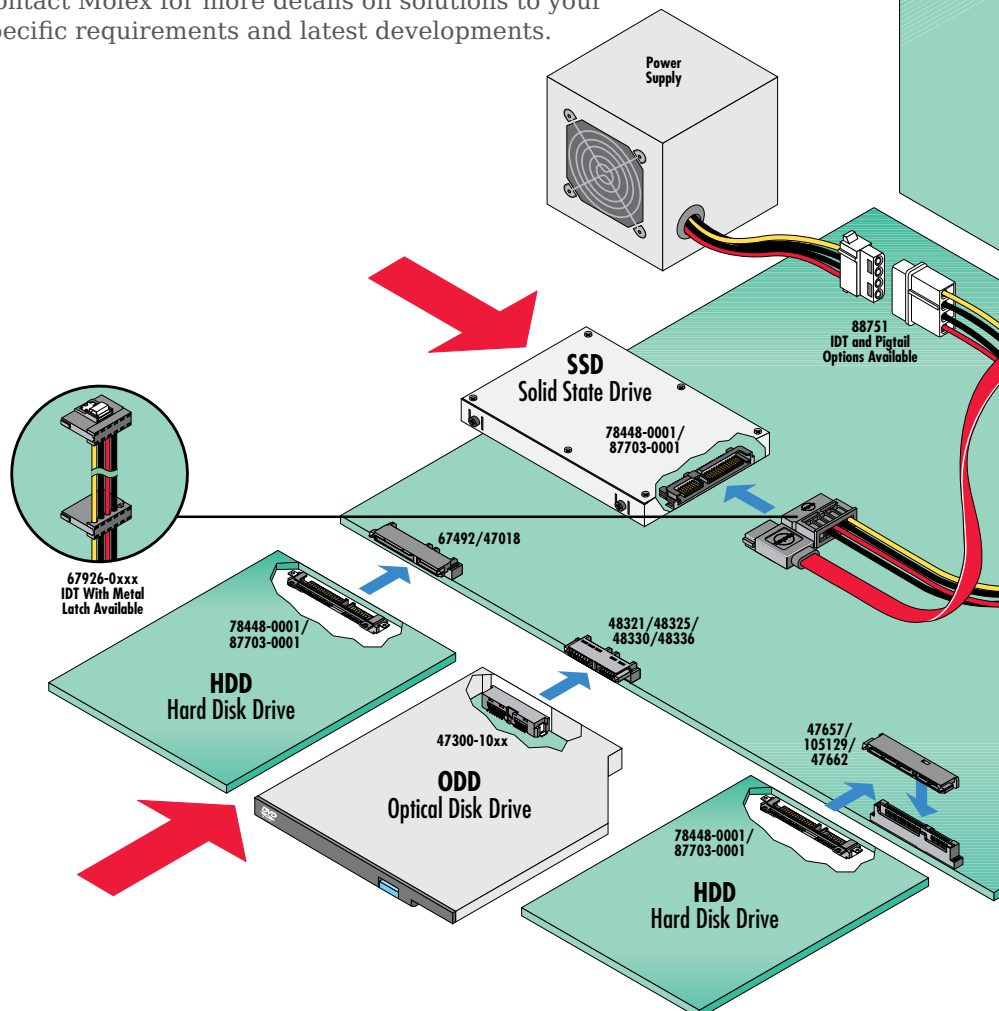 ontact Molex for more details on solutions to your
pecific requirements and latest developments.
Power
Supply
88751
IDT and Pigtail
Options Available
SSD
Solid State Drive
78448-0001/
87703-0001
67492/47018
67926-0xxx
IDT With Metal
Latch Available
78448-0001/
87703-0001
HDD
Hard Disk Drive
48321/48325/
48330/48336
47300-10xx
ODD
Optical Disk Drive
DVD
47657/
105129/
47662
78448-0001/
87703-0001
HDD
Hard Disk Drive